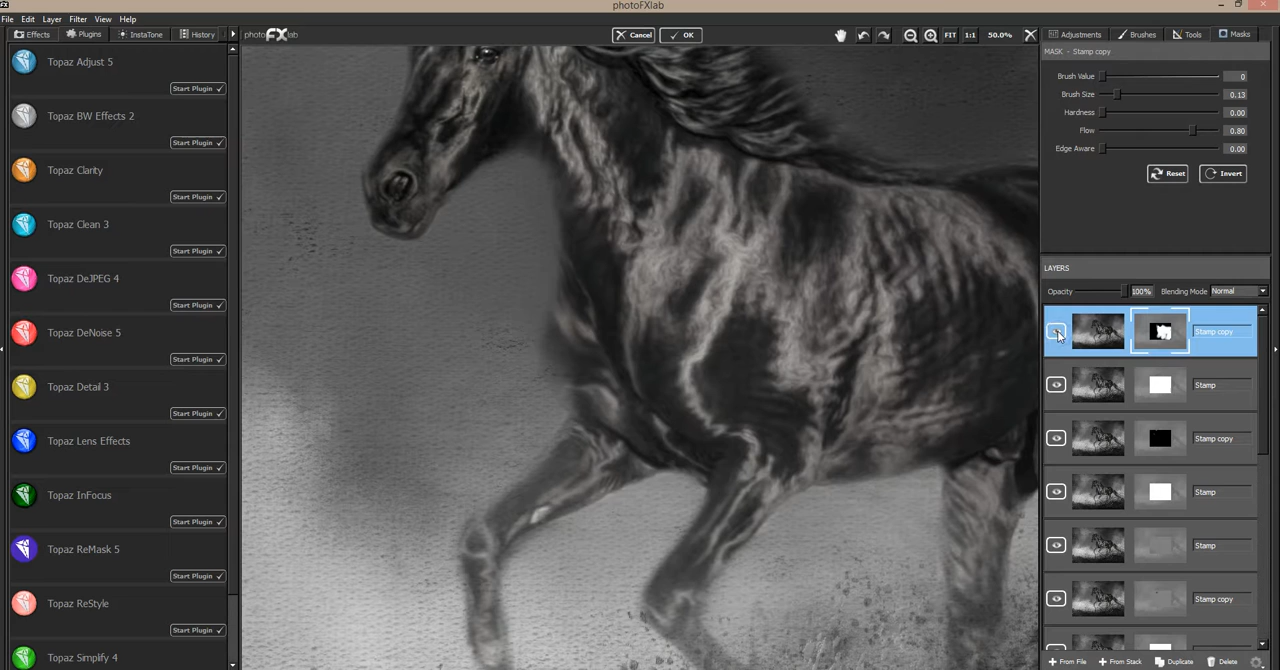 photoFXlab
File Edit Layer Filter View Help
Effects Plugins InstaTone History
photoFXlab Cancel OK FIT 1:1 50.0%
Adjustments Brushes Tools Masks
MASK - Stamp copy
Brush Value 0
Brush Size 0.13
Hardness 0.00
Flow 0.80
Edge Aware 0.00
Reset Invert
LAYERS
Opacity 100% Blending Mode Normal
Stamp copy
Stamp
Stamp copy
Stamp
Stamp
Stamp copy
From File From Stack Duplicate Delete
Topaz Adjust 5
Start Plugin
Topaz BW Effects 2
Start Plugin
Topaz Clarity
Start Plugin
Topaz Clean 3
Start Plugin
Topaz DeJPEG 4
Start Plugin
Topaz DeNoise 5
Start Plugin
Topaz Detail 3
Start Plugin
Topaz Lens Effects
Start Plugin
Topaz InFocus
Start Plugin
Topaz ReMask 5
Start Plugin
Topaz ReStyle
Start Plugin
Topaz Simplify 4